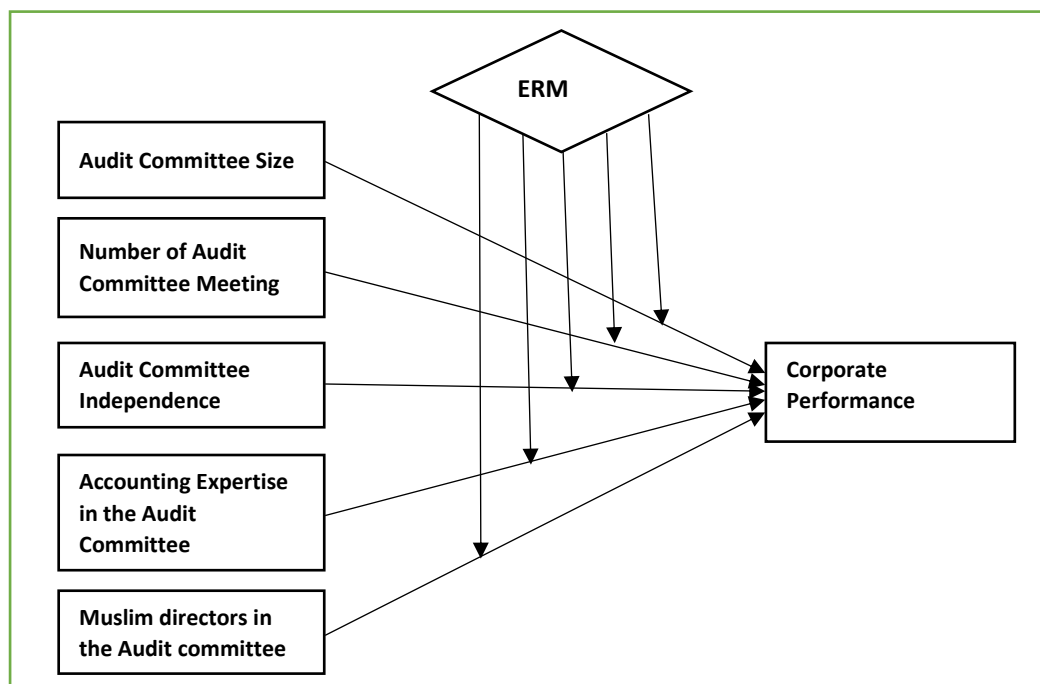 ERM
Audit Committee Size
Number of Audit
Committee Meeting
Audit Committee
Independence
Corporate
Performance
Accounting Expertise
in the Audit
Committee
Muslim directors in
the Audit committee